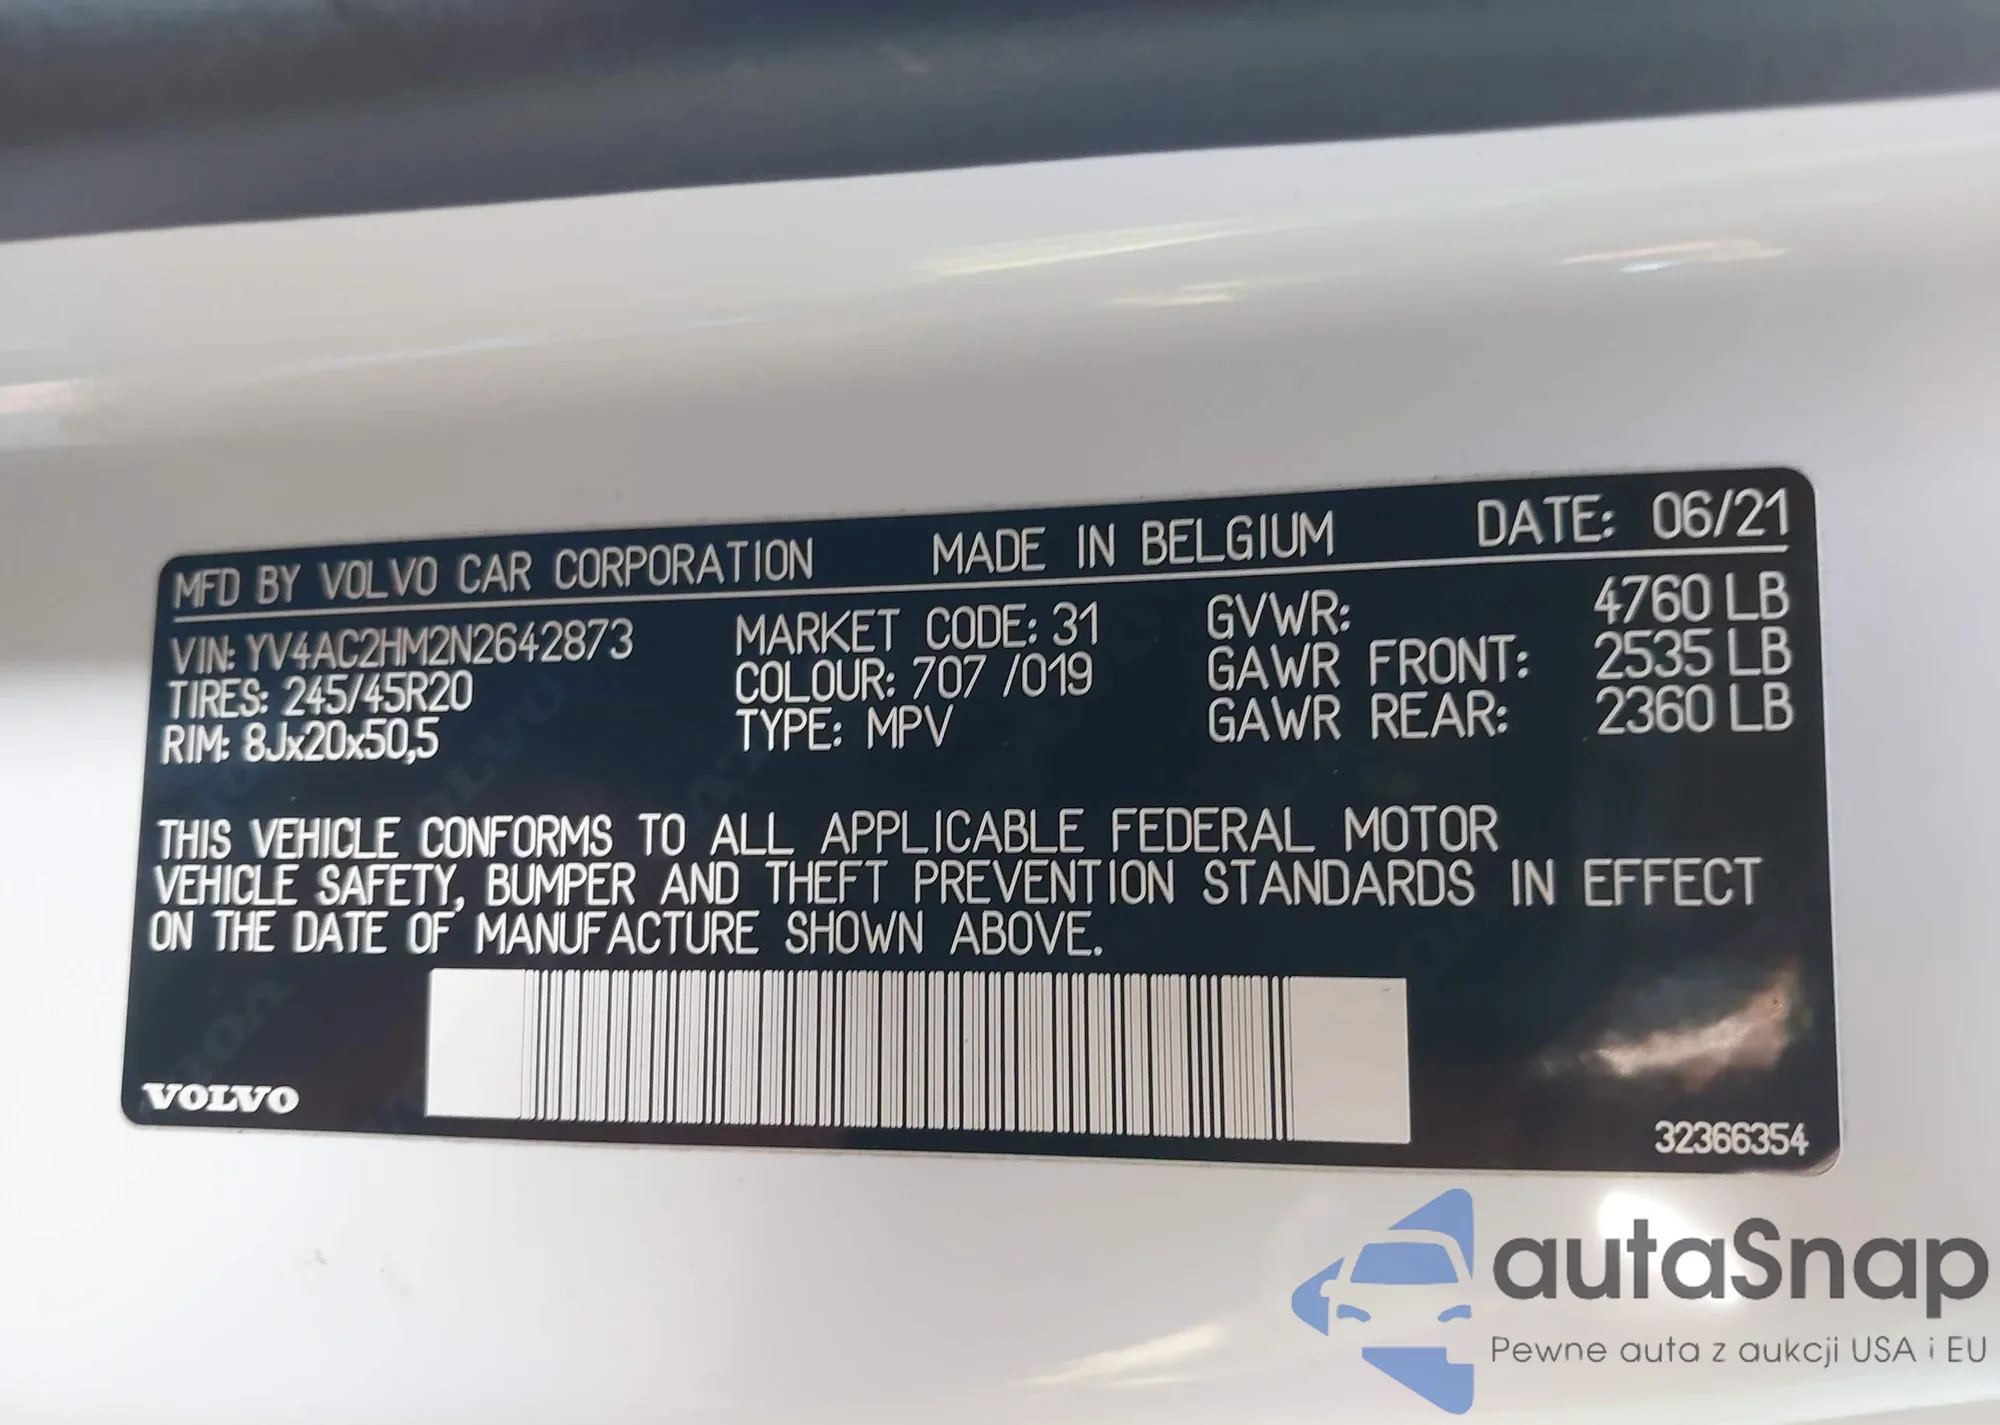 MFD BY VOLVO CAR CORPORATION MADE IN BELGIUM DATE: 06/21
VIN: YV4AC2HM2N2642873 MARKET CODE: 31 GVWR: 4760 LB
TIRES: 245/45R20 COLOUR: 707 /019 GAWR FRONT: 2535 LB
RIM: 8Jx20x50,5 TYPE: MPV GAWR REAR: 2360 LB
THIS VEHICLE CONFORMS TO ALL APPLICABLE FEDERAL MOTOR
VEHICLE SAFETY, BUMPER AND THEFT PREVENTION STANDARDS IN EFFECT
ON THE DATE OF MANUFACTURE SHOWN ABOVE.
VOLVO
32366354
autaSnap
Pewne auta z aukcji USA i EU